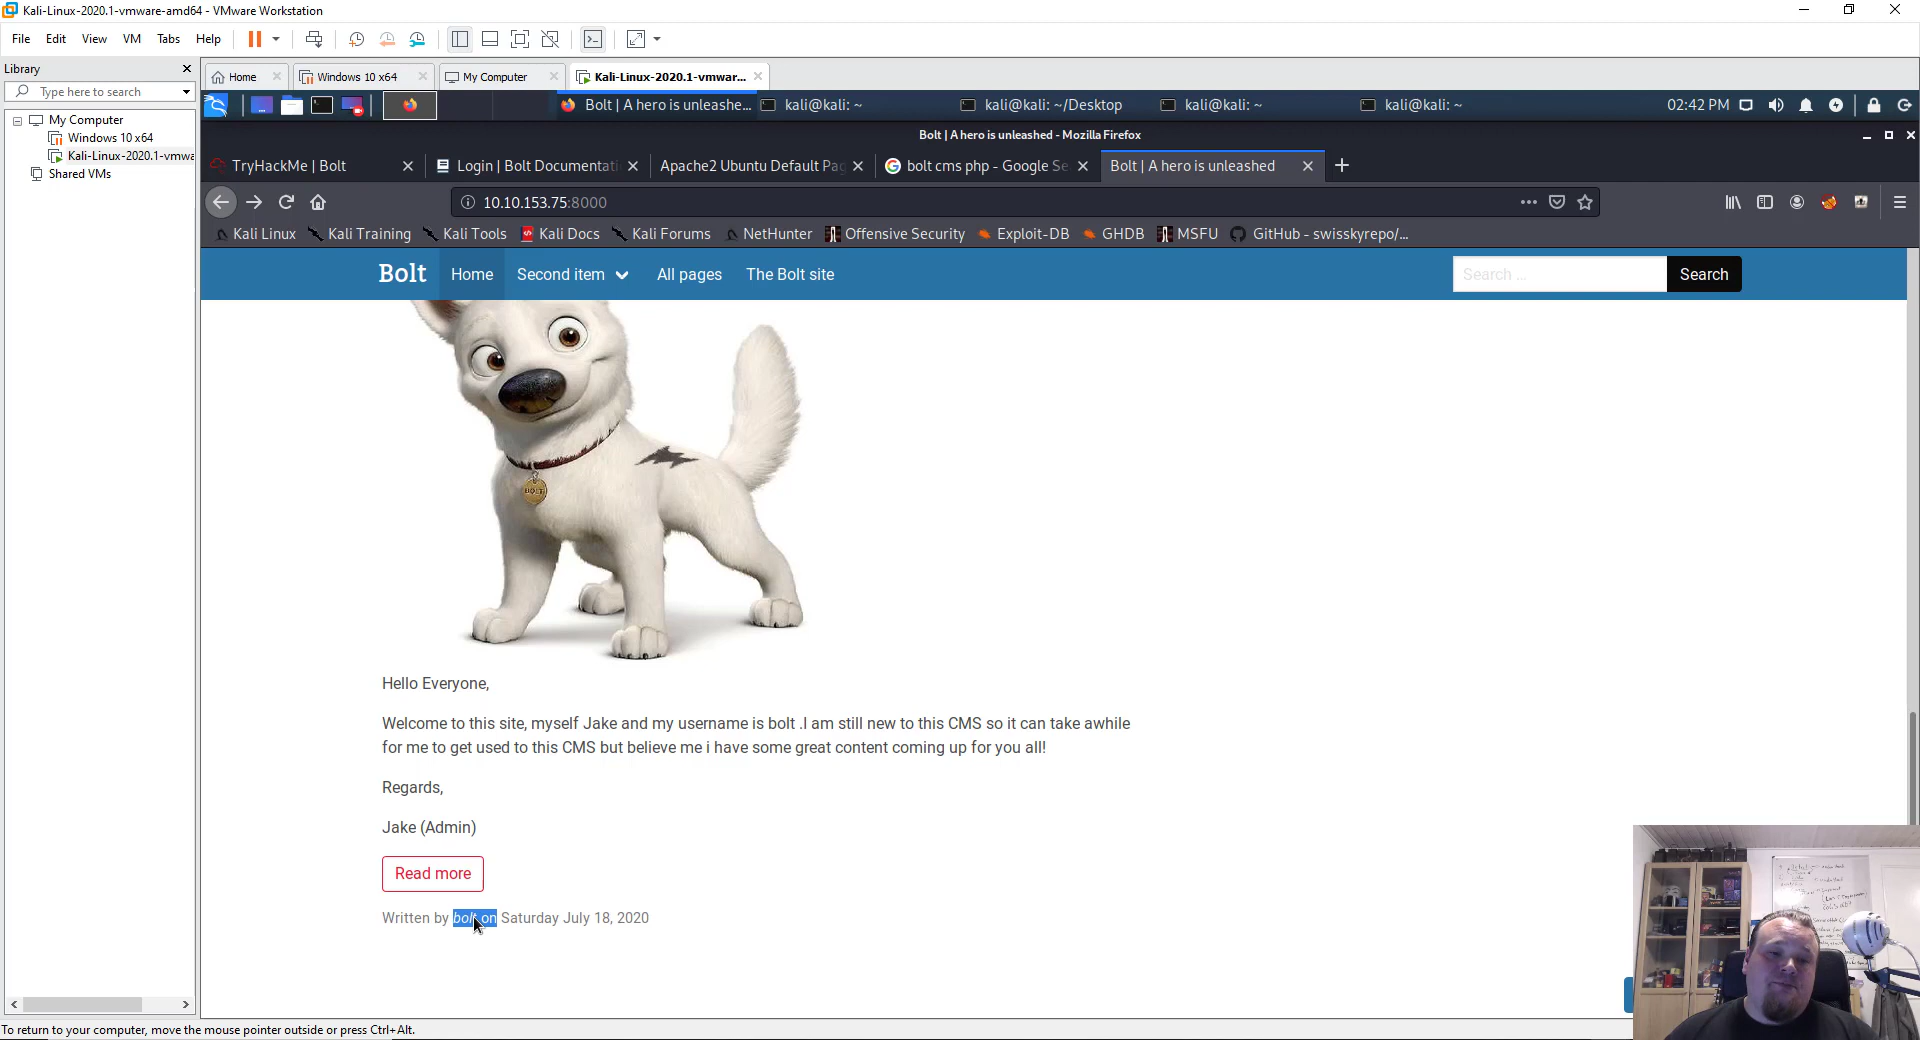 Kali-Linux-2020.1-vmware-amd64 - VMware Workstation
File Edit View VM Tabs Help
Library
Type here to search
My Computer
Windows 10 x64
Kali-Linux-2020.1-vmwa
Shared VMs
Home Windows 10 x64 My Computer Kali-Linux-2020.1-vmwar...
Bolt | A hero is unleashe... kali@kali: ~ kali@kali: ~/Desktop kali@kali: ~ kali@kali: ~ 02:42 PM
Bolt | A hero is unleashed - Mozilla Firefox
TryHackMe | Bolt Login | Bolt Documentati Apache2 Ubuntu Default Pag bolt cms php - Google Se Bolt | A hero is unleashed
10.10.153.75:8000
Kali Linux Kali Training Kali Tools Kali Docs Kali Forums NetHunter Offensive Security Exploit-DB GHDB MSFU GitHub - swisskyrepo/...
Bolt Home Second item All pages The Bolt site Search ... Search
BOLT
Hello Everyone,
Welcome to this site, myself Jake and my username is bolt .I am still new to this CMS so it can take awhile
for me to get used to this CMS but believe me i have some great content coming up for you all!
Regards,
Jake (Admin)
Read more
Written by bolt on Saturday July 18, 2020
To return to your computer, move the mouse pointer outside or press Ctrl+Alt.